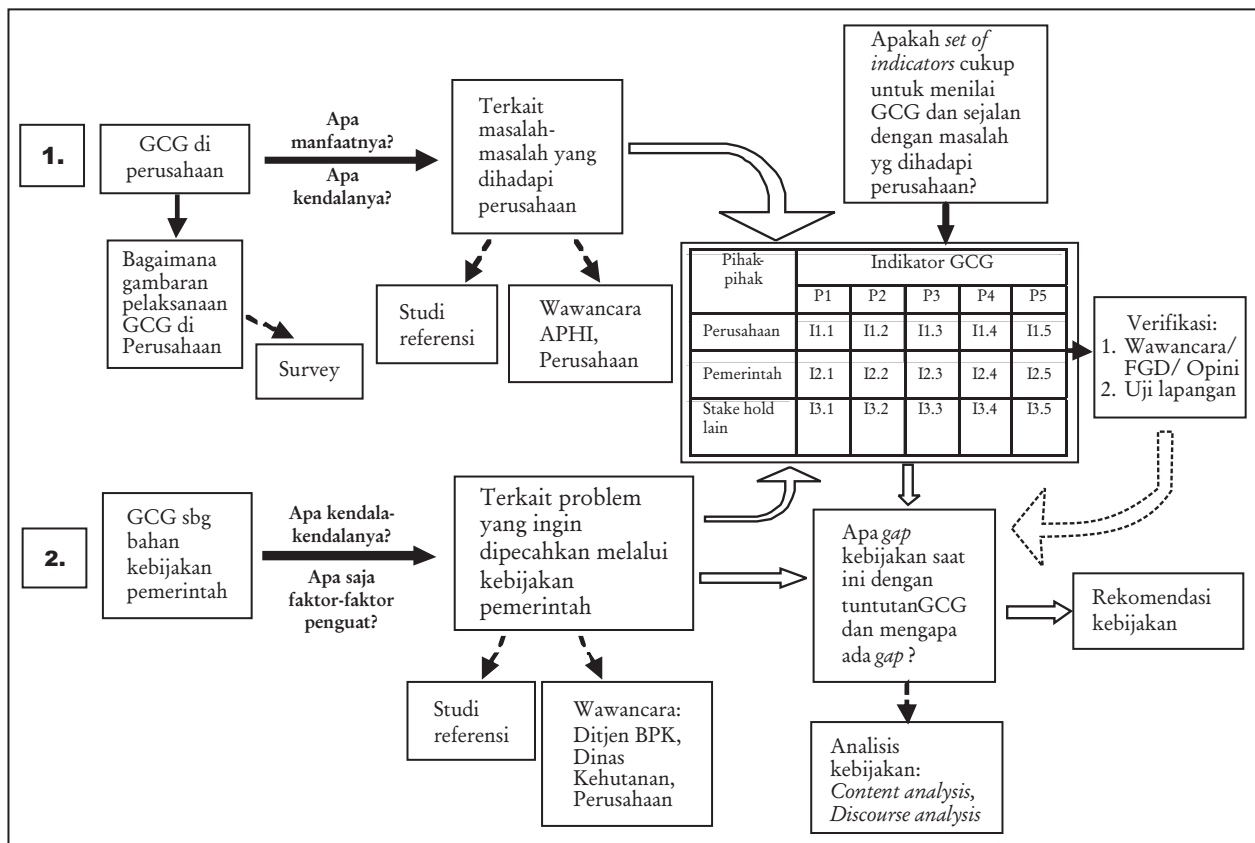 1.
GCG di
perusahaan
Apa
manfaatnya?
Apa
kendalanya?
Terkait
masalah-
masalah yang
dihadapi
perusahaan
Apakah set of
indicators cukup
untuk menilai
GCG dan sejalan
dengan masalah
yg dihadapi
perusahaan?
Bagaimana
gambaran
pelaksanaan
GCG di
Perusahaan
Survey
Studi
referensi
Wawancara
APHI,
Perusahaan
Pihak-
pihak
Indikator GCG
P1 P2 P3 P4 P5
Perusahaan I1.1 I1.2 I1.3 I1.4 I1.5
Pemerintah I2.1 I2.2 I2.3 I2.4 I2.5
Stake hold
lain
I3.1 I3.2 I3.3 I3.4 I3.5
Verifikasi:
1. Wawancara/
FGD/ Opini
2. Uji lapangan
2.
GCG sbg
bahan
kebijakan
pemerintah
Apa kendala-
kendalanya?
Apa saja
faktor-faktor
penguat?
Terkait problem
yang ingin
dipecahkan melalui
kebijakan
pemerintah
Studi
referensi
Wawancara:
Ditjen BPK,
Dinas
Kehutanan,
Perusahaan
Apa gap
kebijakan saat
ini dengan
tuntutanGCG
dan mengapa
ada gap ?
Rekomendasi
kebijakan
Analisis
kebijakan:
Content analysis,
Discourse analysis